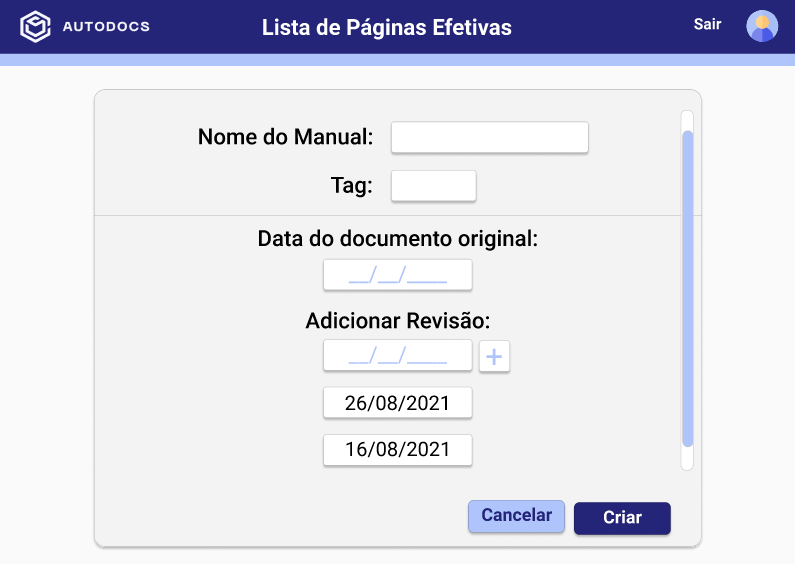 AUTODOCS
Lista de Páginas Efetivas
Sair
Nome do Manual:
Tag:
Data do documento original:
__/__/____
Adicionar Revisão:
__/__/____ +
26/08/2021
16/08/2021
Cancelar
Criar